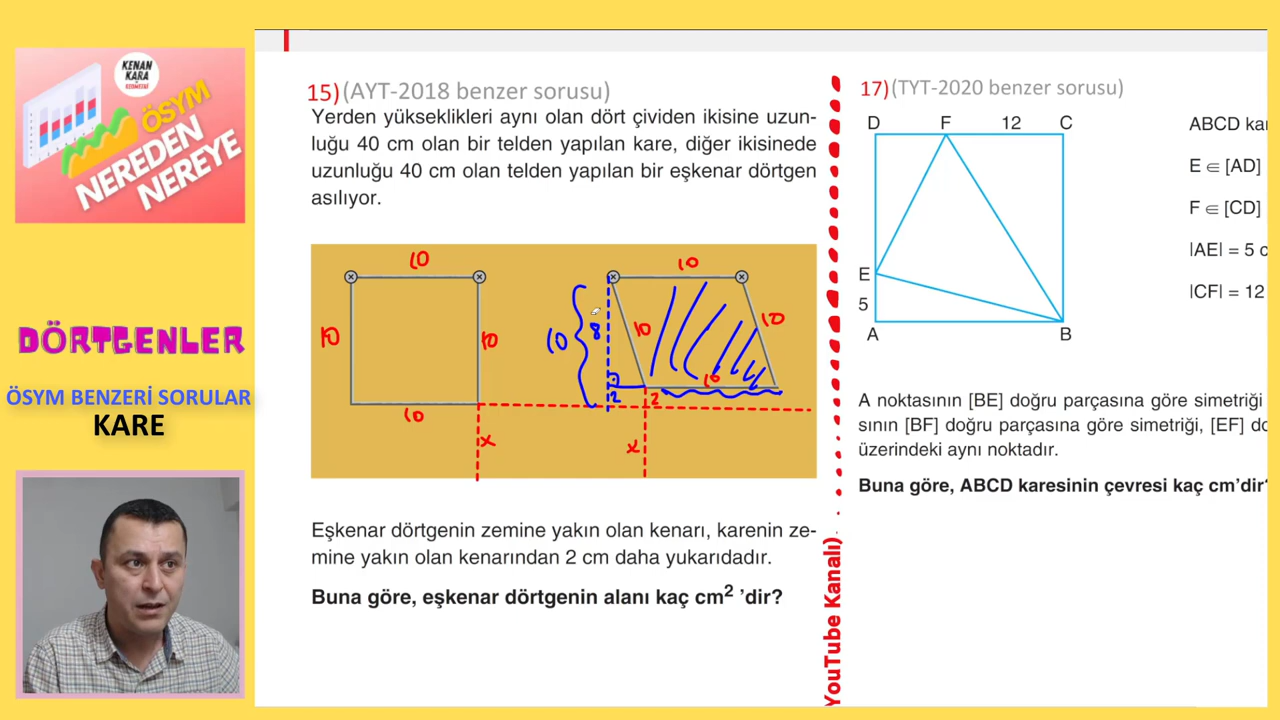 KENAN
KARA
ÖSYM
NEREDEN
NEREYE
DÖRTGENLER
ÖSYM BENZERİ SORULAR
KARE
15) (AYT-2018 benzer sorusu)
Yerden yükseklikleri aynı olan dört çividen ikisine uzun-
luğu 40 cm olan bir telden yapılan kare, diğer ikisinede
uzunluğu 40 cm olan telden yapılan bir eşkenar dörtgen
asılıyor.
10
10
10
10
x
10
8
10
10
10
10
2
2
x
Eşkenar dörtgenin zemine yakın olan kenarı, karenin ze-
mine yakın olan kenarından 2 cm daha yukarıdadır.
Buna göre, eşkenar dörtgenin alanı kaç cm² 'dir?
YouTube Kanalı)
17) (TYT-2020 benzer sorusu)
D F 12 C
E
5
A B
ABCD ka
E ∈ [AD]
F ∈ [CD]
|AE| = 5 c
|CF| = 12
A noktasının [BE] doğru parçasına göre simetriği
sının [BF] doğru parçasına göre simetriği, [EF] do
üzerindeki aynı noktadır.
Buna göre, ABCD karesinin çevresi kaç cm'dir?